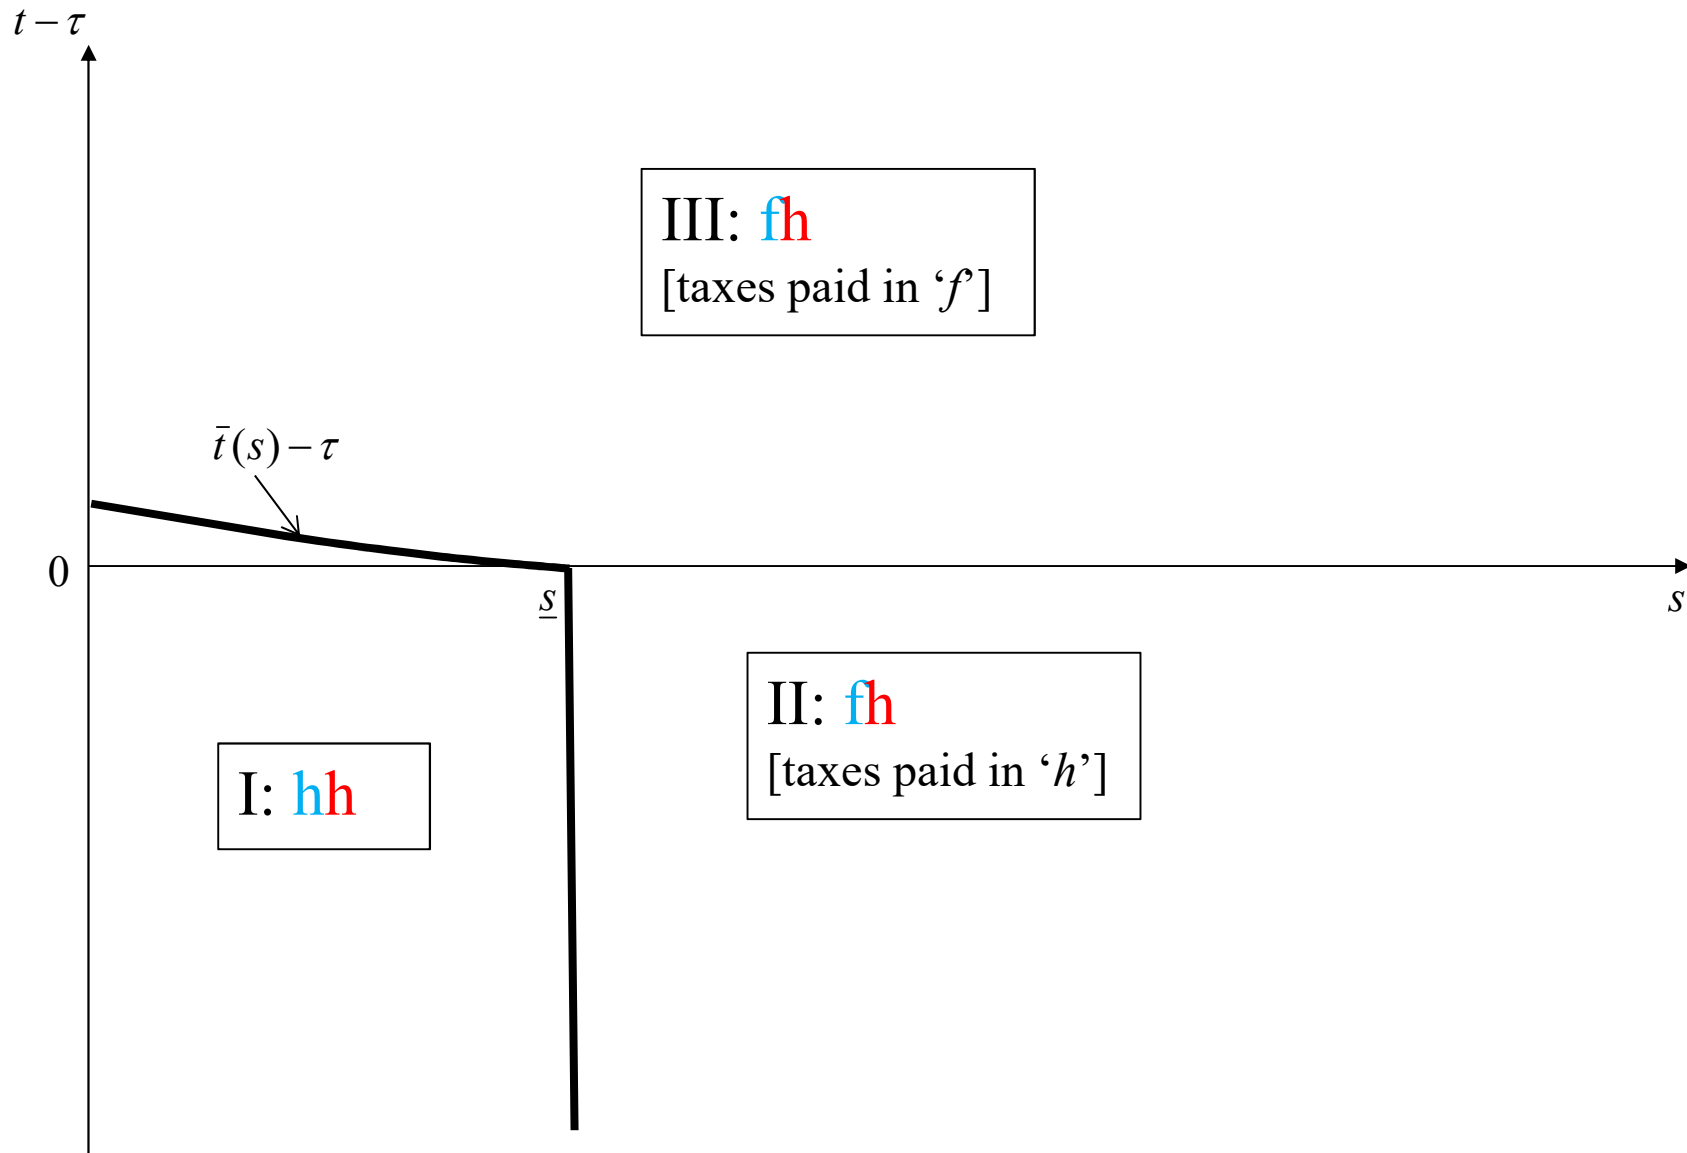 t − τ
III: fh
[taxes paid in ‘f’]
t̄(s) − τ
0
s̲
s
II: fh
[taxes paid in ‘h’]
I: hh